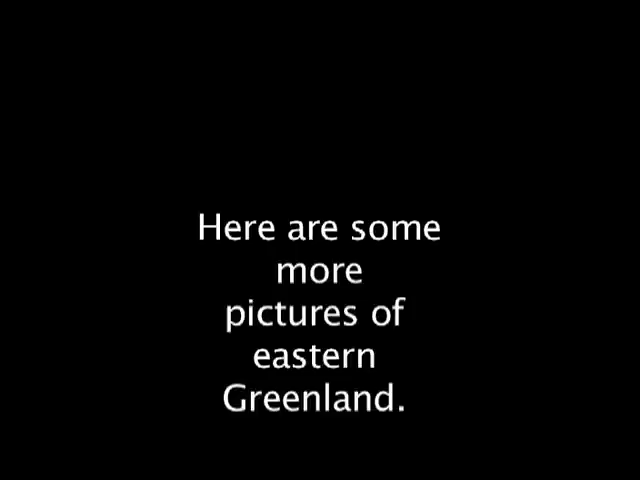 Here are some
more
pictures of
eastern
Greenland.